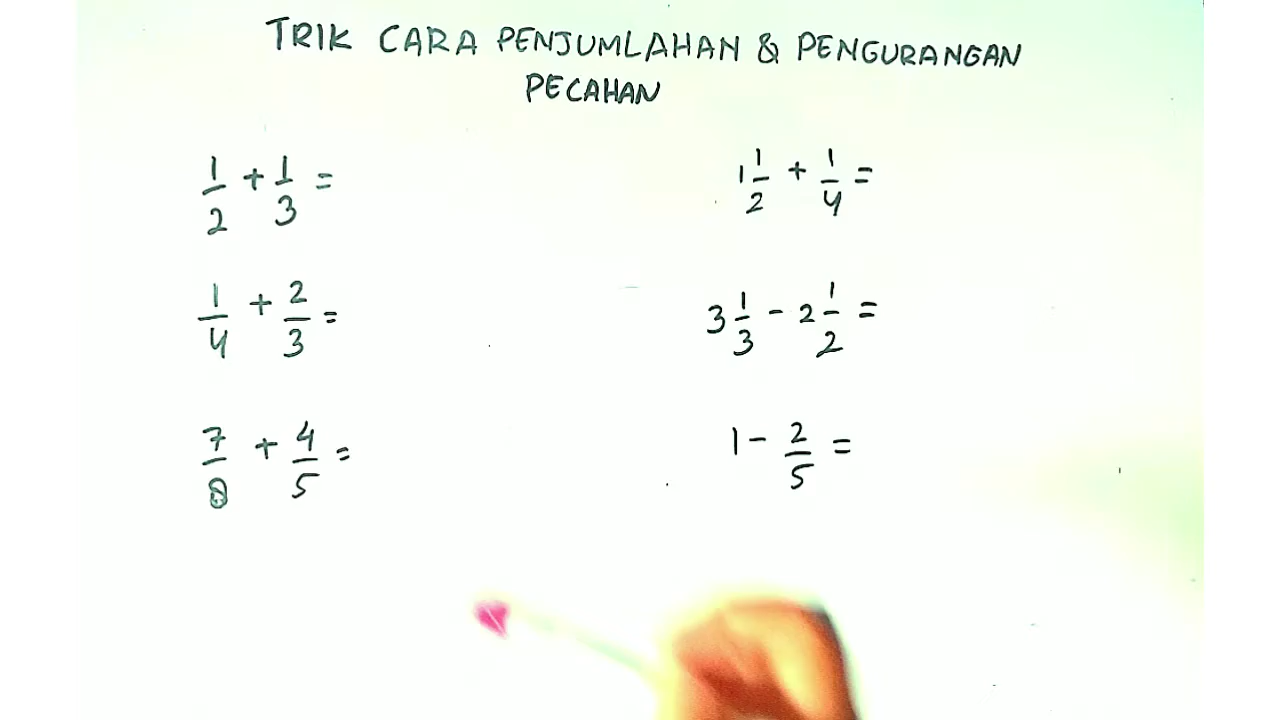 TRIK CARA PENJUMLAHAN & PENGURANGAN
PECAHAN
1/2 + 1/3 =
1/4 + 2/3 =
7/8 + 4/5 =
1 1/2 + 1/4 =
3 1/3 - 2 1/2 =
1 - 2/5 =